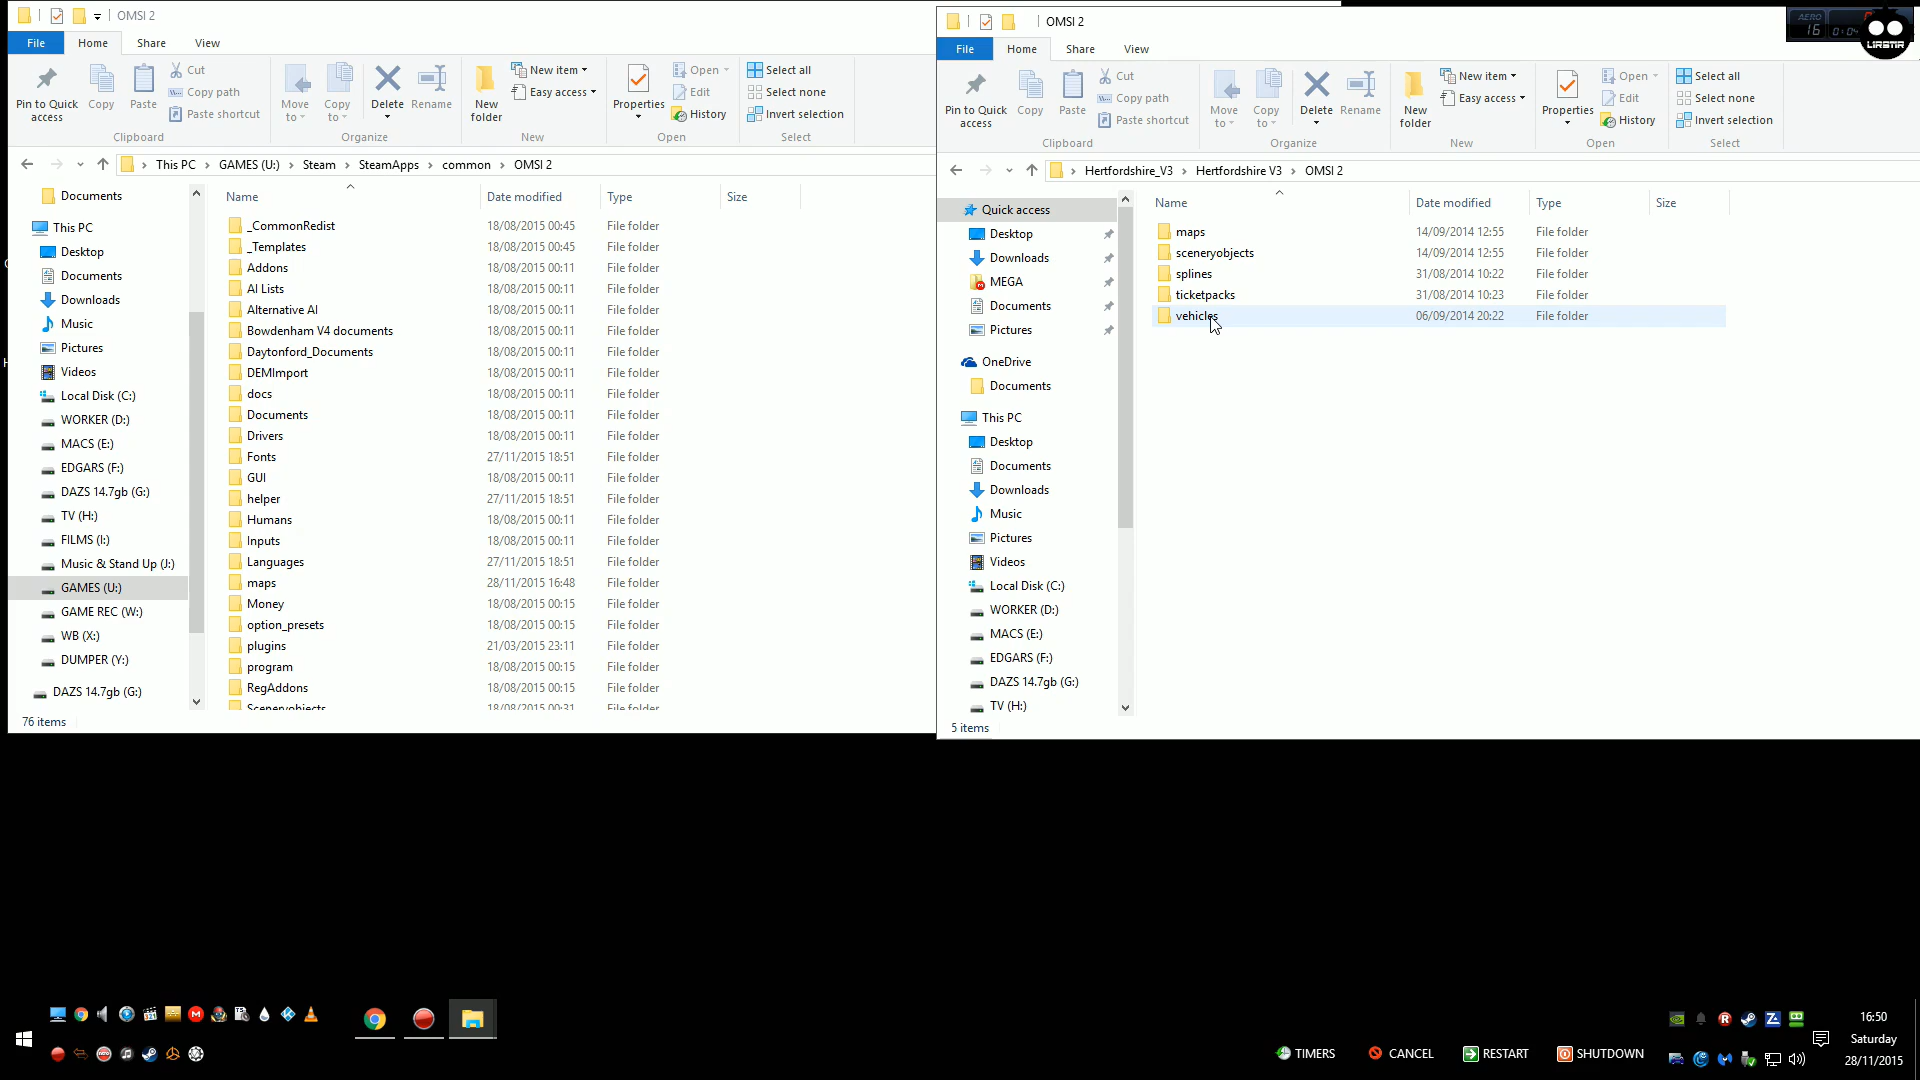 OMSI 2
File Home Share View
Pin to Quick access
Copy
Paste
Cut
Copy path
Paste shortcut
Clipboard
Move to
Copy to
Delete
Rename
Organize
New folder
New item
Easy access
New
Properties
Open
Edit
History
Open
Select all
Select none
Invert selection
Select
This PC > GAMES (U:) > Steam > SteamApps > common > OMSI 2
Documents
This PC
Desktop
Documents
Downloads
Music
Pictures
Videos
Local Disk (C:)
WORKER (D:)
MACS (E:)
EDGARS (F:)
DAZS 14.7gb (G:)
TV (H:)
FILMS (I:)
Music & Stand Up (J:)
GAMES (U:)
GAME REC (W:)
WB (X:)
DUMPER (Y:)
DAZS 14.7gb (G:)
Name Date modified Type Size
_CommonRedist 18/08/2015 00:45 File folder
_Templates 18/08/2015 00:45 File folder
Addons 18/08/2015 00:11 File folder
AI Lists 18/08/2015 00:11 File folder
Alternative AI 18/08/2015 00:11 File folder
Bowdenham V4 documents 18/08/2015 00:11 File folder
Daytonford_Documents 18/08/2015 00:11 File folder
DEMImport 18/08/2015 00:11 File folder
docs 18/08/2015 00:11 File folder
Documents 18/08/2015 00:11 File folder
Drivers 18/08/2015 00:11 File folder
Fonts 27/11/2015 18:51 File folder
GUI 18/08/2015 00:11 File folder
helper 27/11/2015 18:51 File folder
Humans 18/08/2015 00:11 File folder
Inputs 18/08/2015 00:11 File folder
Languages 27/11/2015 18:51 File folder
maps 28/11/2015 16:48 File folder
Money 18/08/2015 00:15 File folder
option_presets 18/08/2015 00:15 File folder
plugins 21/03/2015 23:11 File folder
program 18/08/2015 00:15 File folder
RegAddons 18/08/2015 00:15 File folder
Sceneryobjects 18/08/2015 00:31 File folder
76 items
OMSI 2
File Home Share View
Pin to Quick access
Copy
Paste
Cut
Copy path
Paste shortcut
Clipboard
Move to
Copy to
Delete
Rename
Organize
New folder
New item
Easy access
New
Properties
Open
Edit
History
Open
Select all
Select none
Invert selection
Select
Hertfordshire_V3 > Hertfordshire V3 > OMSI 2
Quick access
Desktop
Downloads
MEGA
Documents
Pictures
OneDrive
Documents
This PC
Desktop
Documents
Downloads
Music
Pictures
Videos
Local Disk (C:)
WORKER (D:)
MACS (E:)
EDGARS (F:)
DAZS 14.7gb (G:)
TV (H:)
Name Date modified Type Size
maps 14/09/2014 12:55 File folder
sceneryobjects 14/09/2014 12:55 File folder
splines 31/08/2014 10:22 File folder
ticketpacks 31/08/2014 10:23 File folder
vehicles 06/09/2014 20:22 File folder
5 items
AERO
16
LIRSTIR
TIMERS
CANCEL
RESTART
SHUTDOWN
16:50
Saturday
28/11/2015